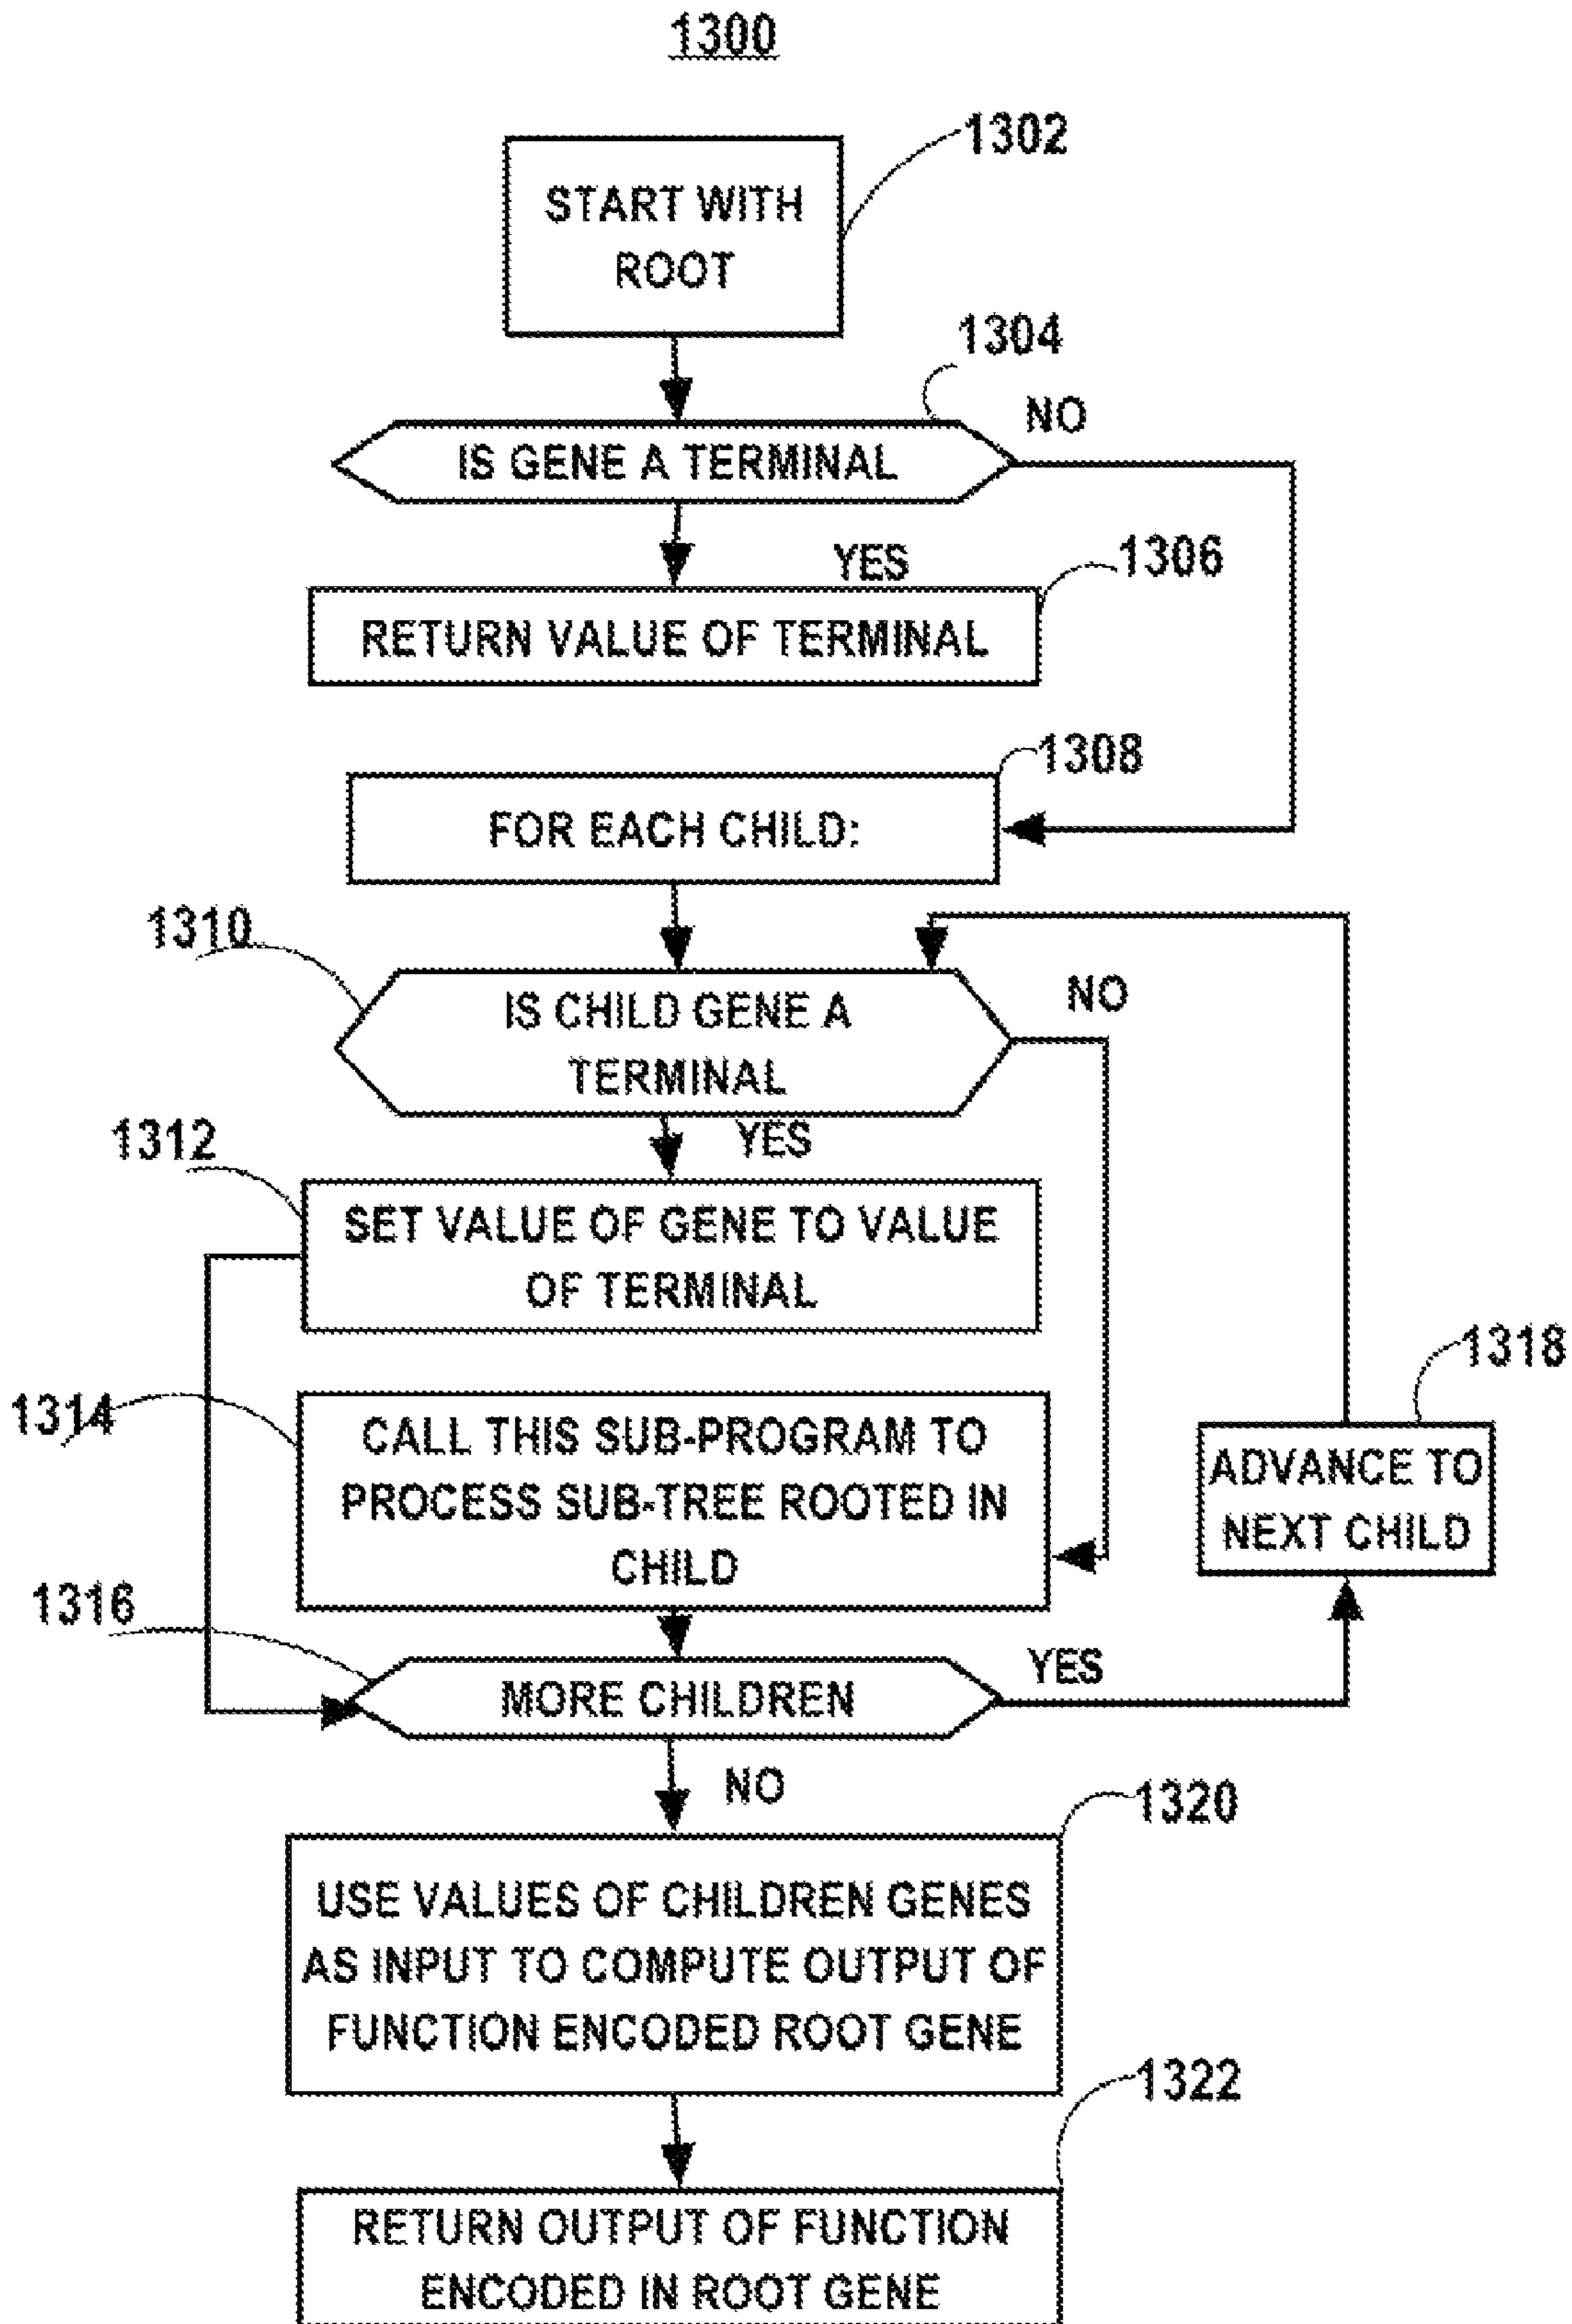 1300
1302
START WITH
ROOT
1304
NO
IS GENE A TERMINAL
YES
1306
RETURN VALUE OF TERMINAL
1308
FOR EACH CHILD:
1310
NO
IS CHILD GENE A
TERMINAL
YES
1312
SET VALUE OF GENE TO VALUE
OF TERMINAL
1318
1314
CALL THIS SUB-PROGRAM TO
PROCESS SUB-TREE ROOTED IN
CHILD
ADVANCE TO
NEXT CHILD
1316
YES
MORE CHILDREN
NO
1320
USE VALUES OF CHILDREN GENES
AS INPUT TO COMPUTE OUTPUT OF
FUNCTION ENCODED ROOT GENE
1322
RETURN OUTPUT OF FUNCTION
ENCODED IN ROOT GENE